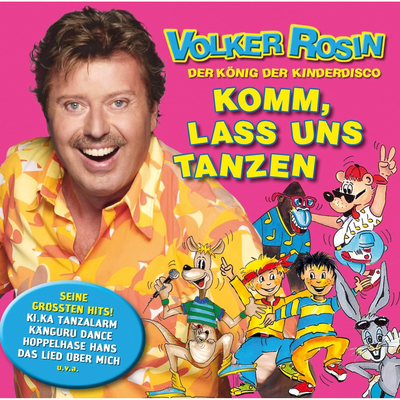 VOLKER ROSIN
DER KÖNIG DER KINDERDISCO
KOMM,
LASS UNS
TANZEN
SEINE
GRÖSSTEN HITS!
KI.KA TANZALARM
KÄNGURU DANCE
HOPPELHASE HANS
DAS LIED ÜBER MICH
u.v.a.